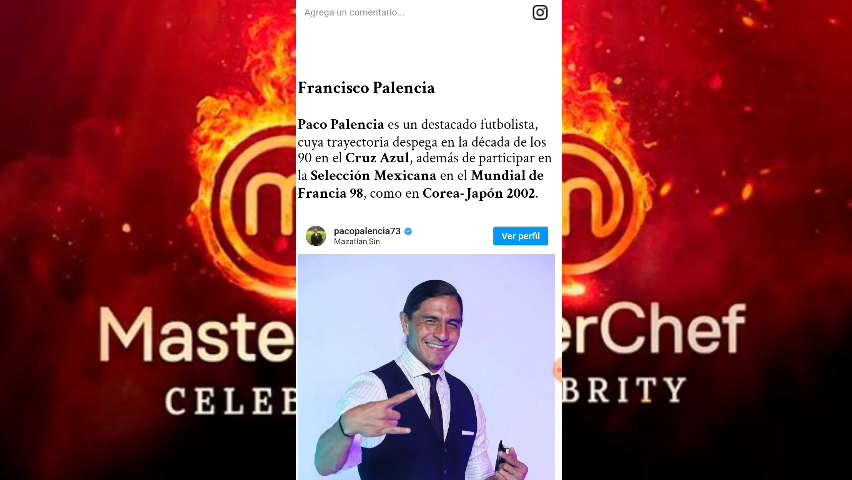 Agrega un comentario...
Francisco Palencia
Paco Palencia es un destacado futbolista,
cuya trayectoria despega en la década de los
90 en el Cruz Azul, además de participar en
la Selección Mexicana en el Mundial de
Francia 98, como en Corea-Japón 2002.
pacopalencia73
Mazatlan,Sin.
Ver perfil
Maste
erChef
CELEB
BRITY